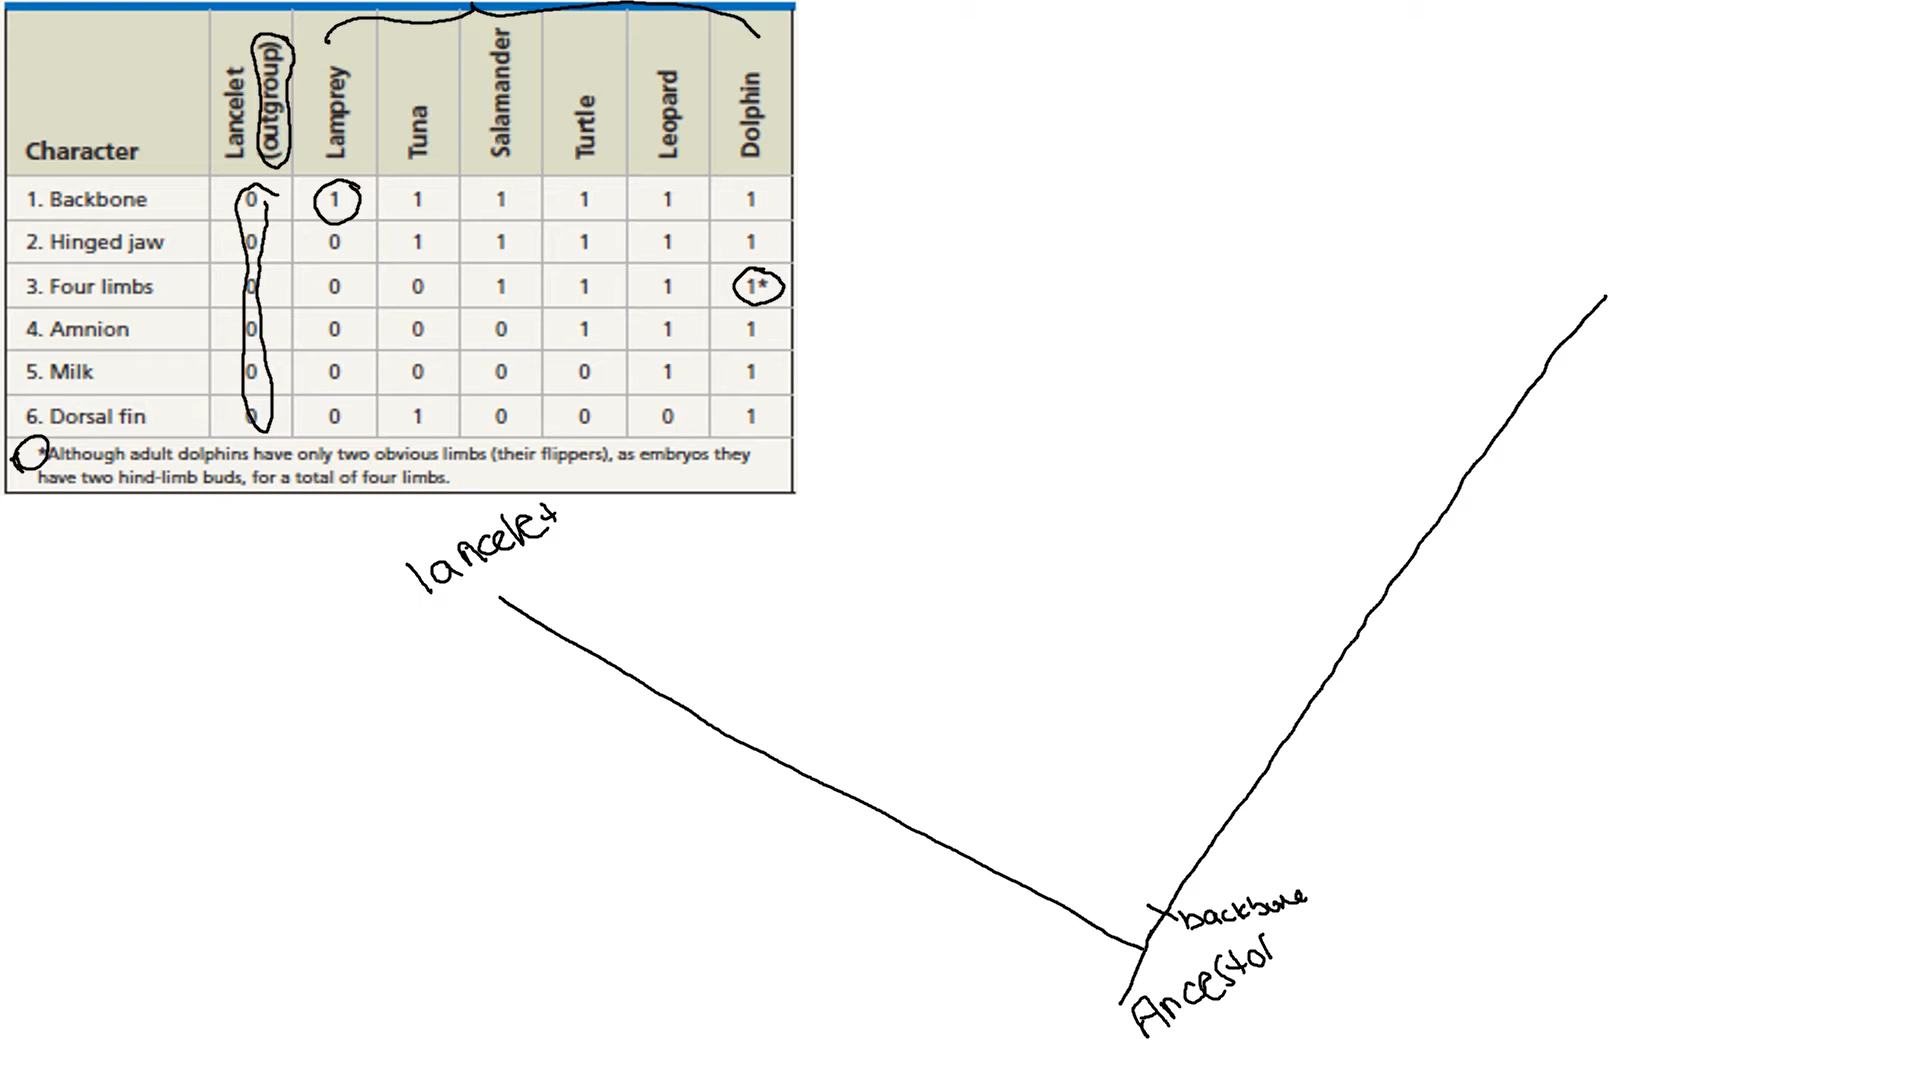 Character Lancelet (outgroup) Lamprey Tuna Salamander Turtle Leopard Dolphin
1. Backbone 0 1 1 1 1 1 1
2. Hinged jaw 0 0 1 1 1 1 1
3. Four limbs 0 0 0 1 1 1 1*
4. Amnion 0 0 0 0 1 1 1
5. Milk 0 0 0 0 0 1 1
6. Dorsal fin 0 0 1 0 0 0 1
*Although adult dolphins have only two obvious limbs (their flippers), as embryos they
have two hind-limb buds, for a total of four limbs.
lancelet
backbone
Ancestor